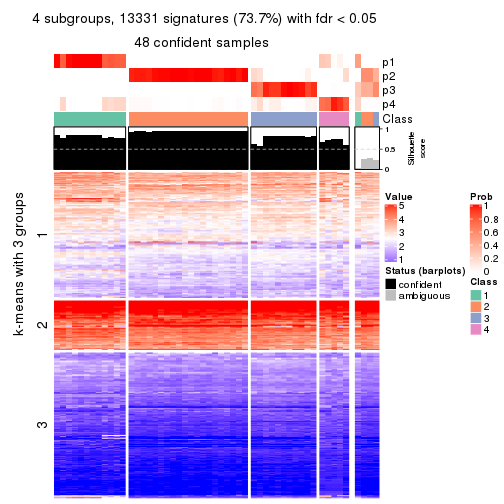 4 subgroups, 13331 signatures (73.7%) with fdr < 0.05
48 confident samples
p1
p2
p3
p4
Class
1
0.5
0
Silhouette
score
k-means with 3 groups
1
2
3
Value
5
4
3
2
1
Status (barplots)
confident
ambiguous
Prob
1
0.8
0.6
0.4
0.2
0
Class
1
2
3
4